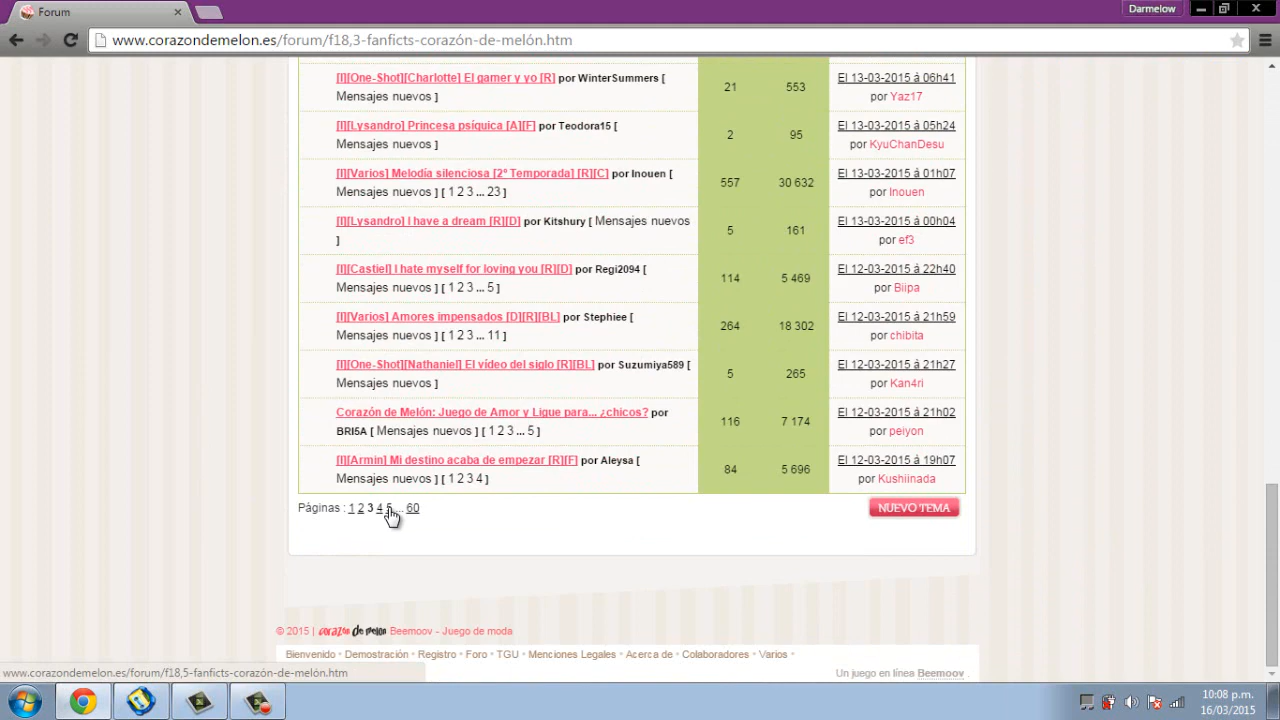 Forum
Darmelow
www.corazondemelon.es/forum/f18,3-fanficts-corazón-de-melón.htm
[I][One-Shot][Charlotte] El gamer y yo [R] por WinterSummers [
Mensajes nuevos ]
21
553
El 13-03-2015 à 06h41
por Yaz17
[I][Lysandro] Princesa psíquica [A][F] por Teodora15 [
Mensajes nuevos ]
2
95
El 13-03-2015 à 05h24
por KyuChanDesu
[I][Varios] Melodía silenciosa [2º Temporada] [R][C] por Inouen [
Mensajes nuevos ] [ 1 2 3 ... 23 ]
557
30 632
El 13-03-2015 à 01h07
por Inouen
[I][Lysandro] I have a dream [R][D] por Kitshury [ Mensajes nuevos
]
5
161
El 13-03-2015 à 00h04
por ef3
[I][Castiel] I hate myself for loving you [R][D] por Regi2094 [
Mensajes nuevos ] [ 1 2 3 ... 5 ]
114
5 469
El 12-03-2015 à 22h40
por Biipa
[I][Varios] Amores impensados [D][R][BL] por Stephiee [
Mensajes nuevos ] [ 1 2 3 ... 11 ]
264
18 302
El 12-03-2015 à 21h59
por chibita
[I][One-Shot][Nathaniel] El vídeo del siglo [R][BL] por Suzumiya589 [
Mensajes nuevos ]
5
265
El 12-03-2015 à 21h27
por Kan4ri
Corazón de Melón: Juego de Amor y Ligue para... ¿chicos? por
BRI5A [ Mensajes nuevos ] [ 1 2 3 ... 5 ]
116
7 174
El 12-03-2015 à 21h02
por peiyon
[I][Armin] Mi destino acaba de empezar [R][F] por Aleysa [
Mensajes nuevos ] [ 1 2 3 4 ]
84
5 696
El 12-03-2015 à 19h07
por Kushiinada
Páginas : 1 2 3 4 5 ... 60
NUEVO TEMA
© 2015 | corazón de melon Beemoov - Juego de moda
Bienvenido • Demostración • Registro • Foro • TGU • Menciones Legales • Acerca de • Colaboradores • Varios •
Un juego en línea Beemoov .
www.corazondemelon.es/forum/f18,5-fanficts-corazón-de-melón.htm
10:08 p.m.
16/03/2015